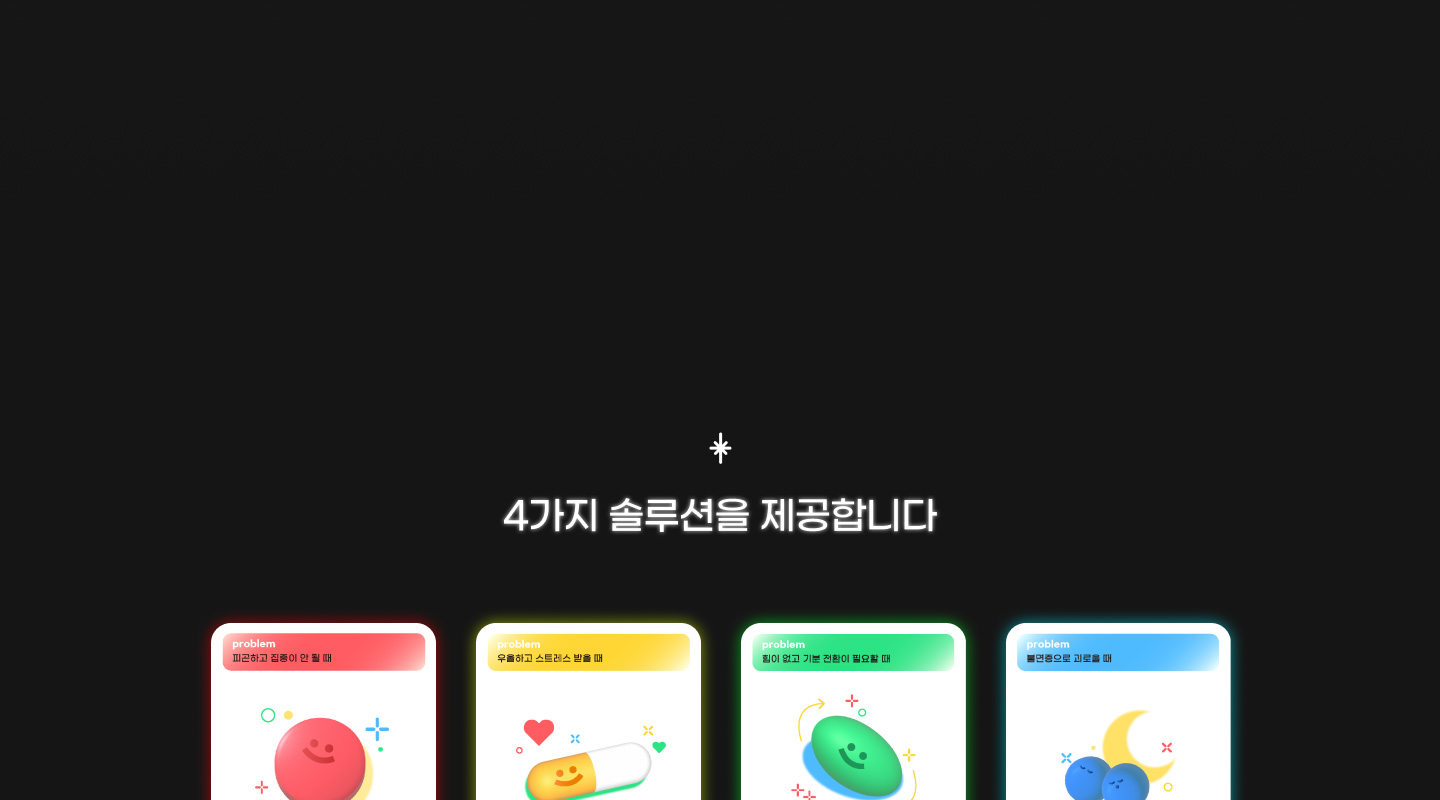 4가지 솔루션을 제공합니다
problem
피곤하고 집중이 안 될 때
problem
우울하고 스트레스 받을 때
problem
힘이 없고 기분 전환이 필요할 때
problem
불면증으로 괴로울 때